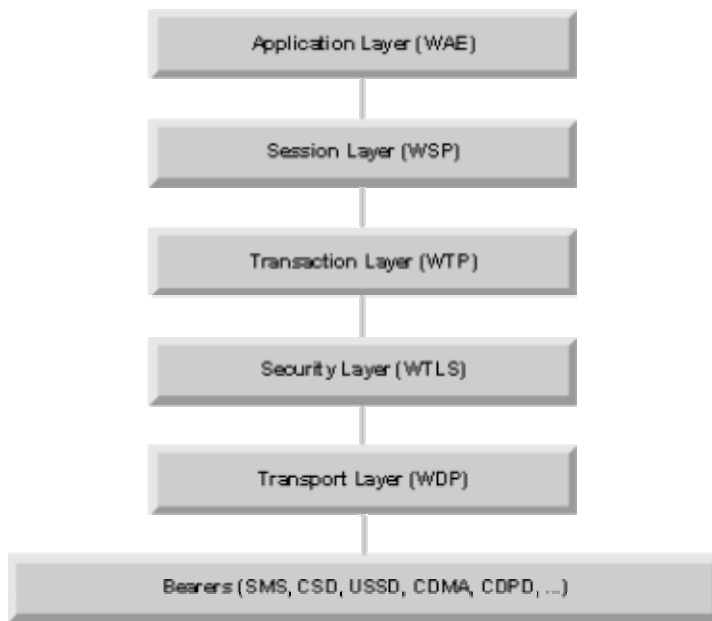 Application Layer (WAE)
Session Layer (WSP)
Transaction Layer (WTP)
Security Layer (WTLS)
Transport Layer (WDP)
Bearers (SMS, CSD, USSD, CDMA, CDPD, ...)